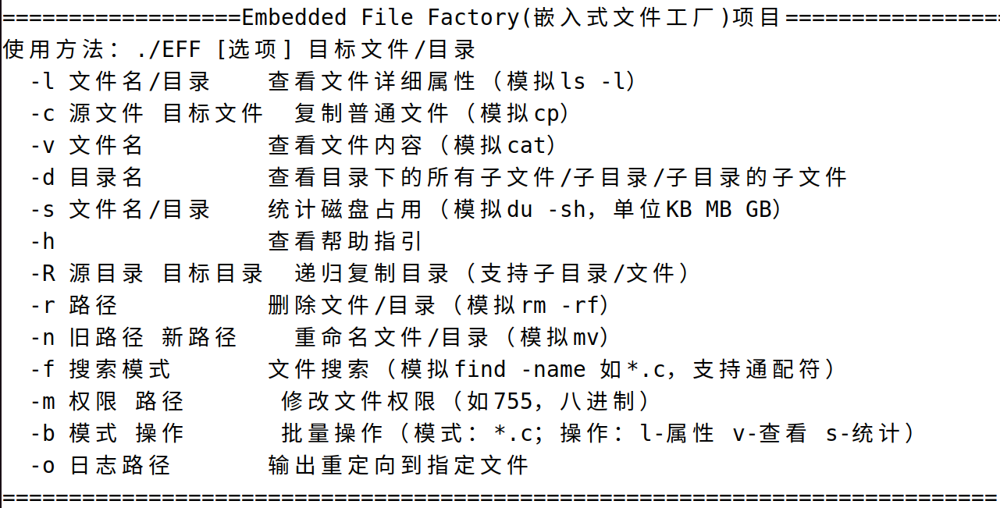 ==================Embedded File Factory(嵌入式文件工厂)项目================
使用方法：./EFF [选项] 目标文件/目录
-l 文件名/目录 查看文件详细属性（模拟ls -l）
-c 源文件 目标文件 复制普通文件（模拟cp）
-v 文件名 查看文件内容（模拟cat）
-d 目录名 查看目录下的所有子文件/子目录/子目录的子文件
-s 文件名/目录 统计磁盘占用（模拟du -sh，单位KB MB GB）
-h 查看帮助指引
-R 源目录 目标目录 递归复制目录（支持子目录/文件）
-r 路径 删除文件/目录（模拟rm -rf）
-n 旧路径 新路径 重命名文件/目录（模拟mv）
-f 搜索模式 文件搜索（模拟find -name 如*.c，支持通配符）
-m 权限 路径 修改文件权限（如755，八进制）
-b 模式 操作 批量操作（模式：*.c；操作：l-属性 v-查看 s-统计）
-o 日志路径 输出重定向到指定文件
===========================================================================